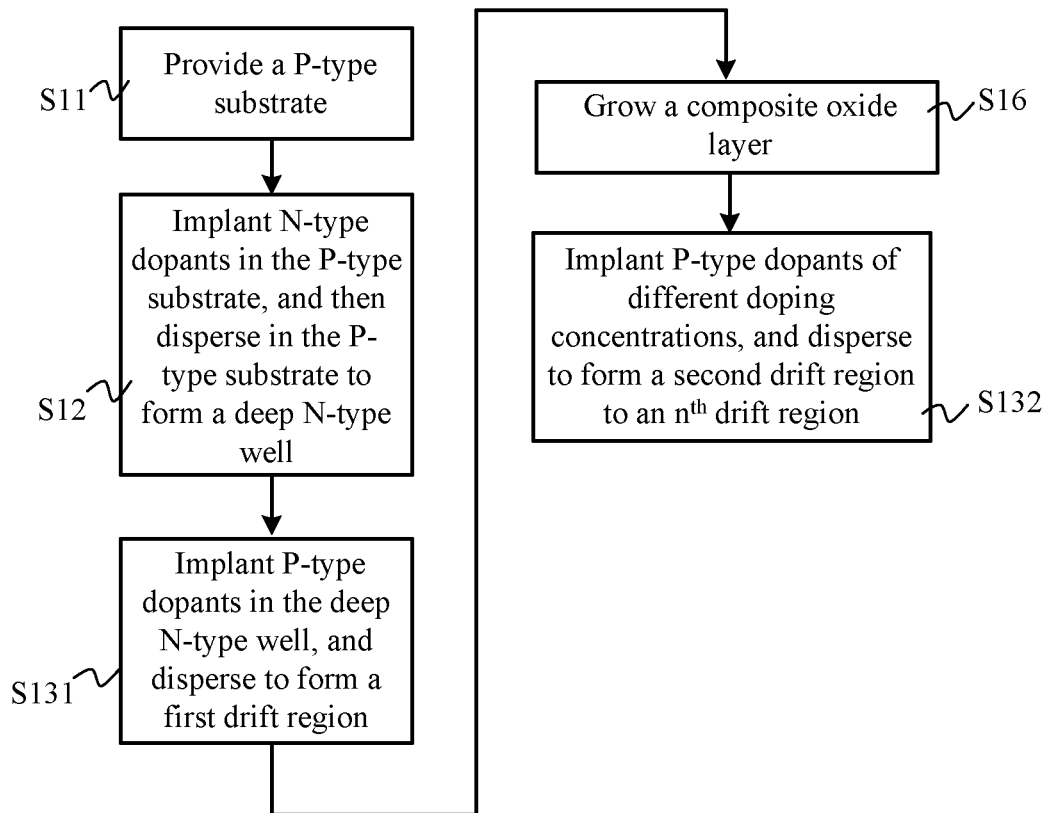 S11
Provide a P-type
substrate
S12
Implant N-type
dopants in the P-type
substrate, and then
disperse in the P-
type substrate to
form a deep N-type
well
S131
Implant P-type
dopants in the deep
N-type well, and
disperse to form a
first drift region
S16
Grow a composite oxide
layer
S132
Implant P-type dopants of
different doping
concentrations, and disperse
to form a second drift region
to an nth drift region